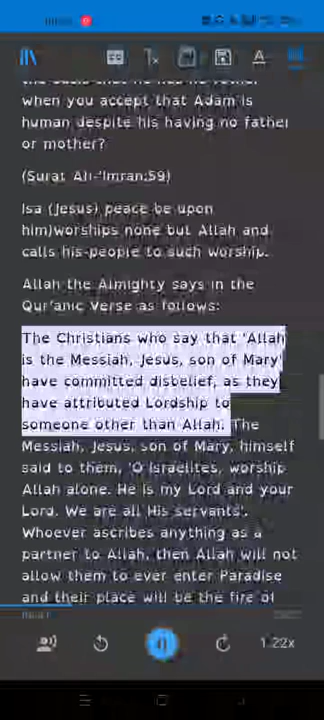 when you accept that Adam is
human despite his having no father
or mother?
(Surat Ali-'Imran:59)
Isa (Jesus) peace be upon
him)worships none but Allah and
calls his people to such worship.
Allah the Almighty says in the
Qur'anic Verse as follows:
The Christians who say that 'Allah
is the Messiah, Jesus, son of Mary'
have committed disbelief, as they
have attributed Lordship to
someone other than Allah. The
Messiah, Jesus, son of Mary, himself
said to them, 'O Israelites, worship
Allah alone. He is my Lord and your
Lord. We are all His servants'.
Whoever ascribes anything as a
partner to Allah, then Allah will not
allow them to ever enter Paradise
and their place will be the fire of
1.22x